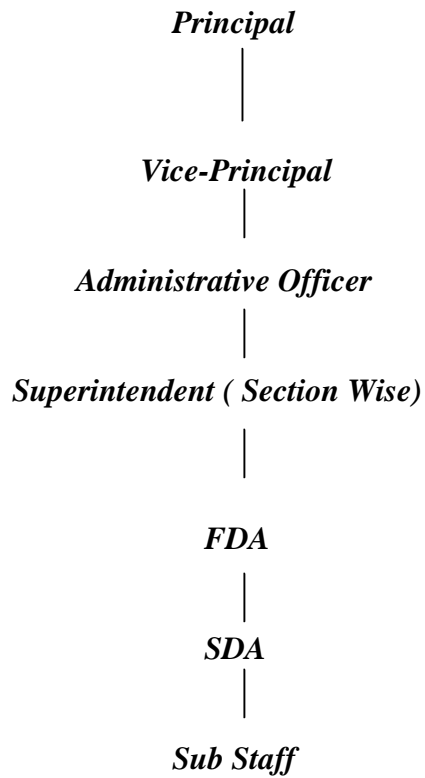 Principal
Vice-Principal
Administrative Officer
Superintendent ( Section Wise)
FDA
SDA
Sub Staff